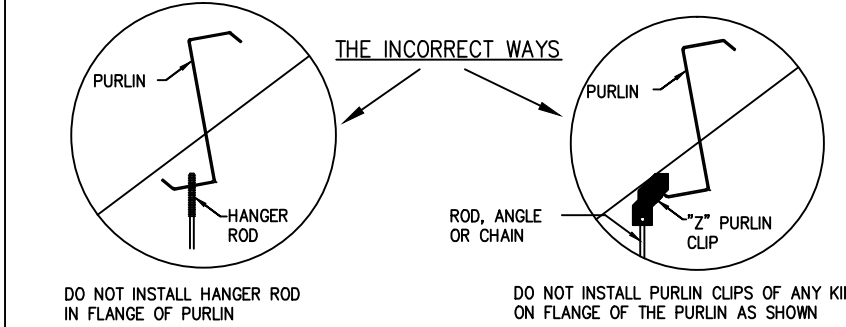 THE INCORRECT WAYS
PURLIN
HANGER
ROD
DO NOT INSTALL HANGER ROD
IN FLANGE OF PURLIN
PURLIN
ROD, ANGLE
OR CHAIN
"Z" PURLIN
CLIP
DO NOT INSTALL PURLIN CLIPS OF ANY
ON FLANGE OF THE PURLIN AS SHOWN